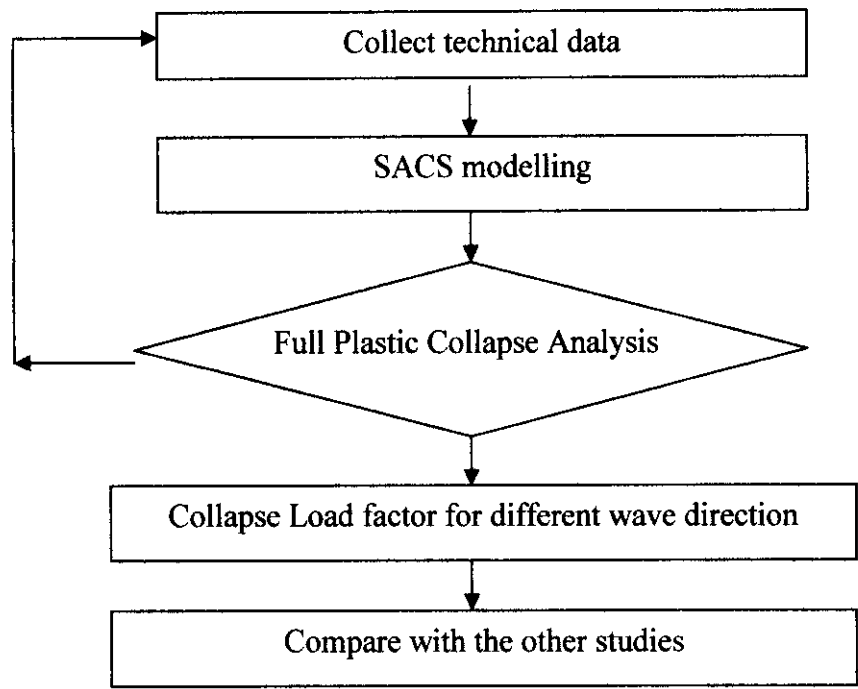 Collect technical data
SACS modelling
Full Plastic Collapse Analysis
Collapse Load factor for different wave direction
Compare with the other studies